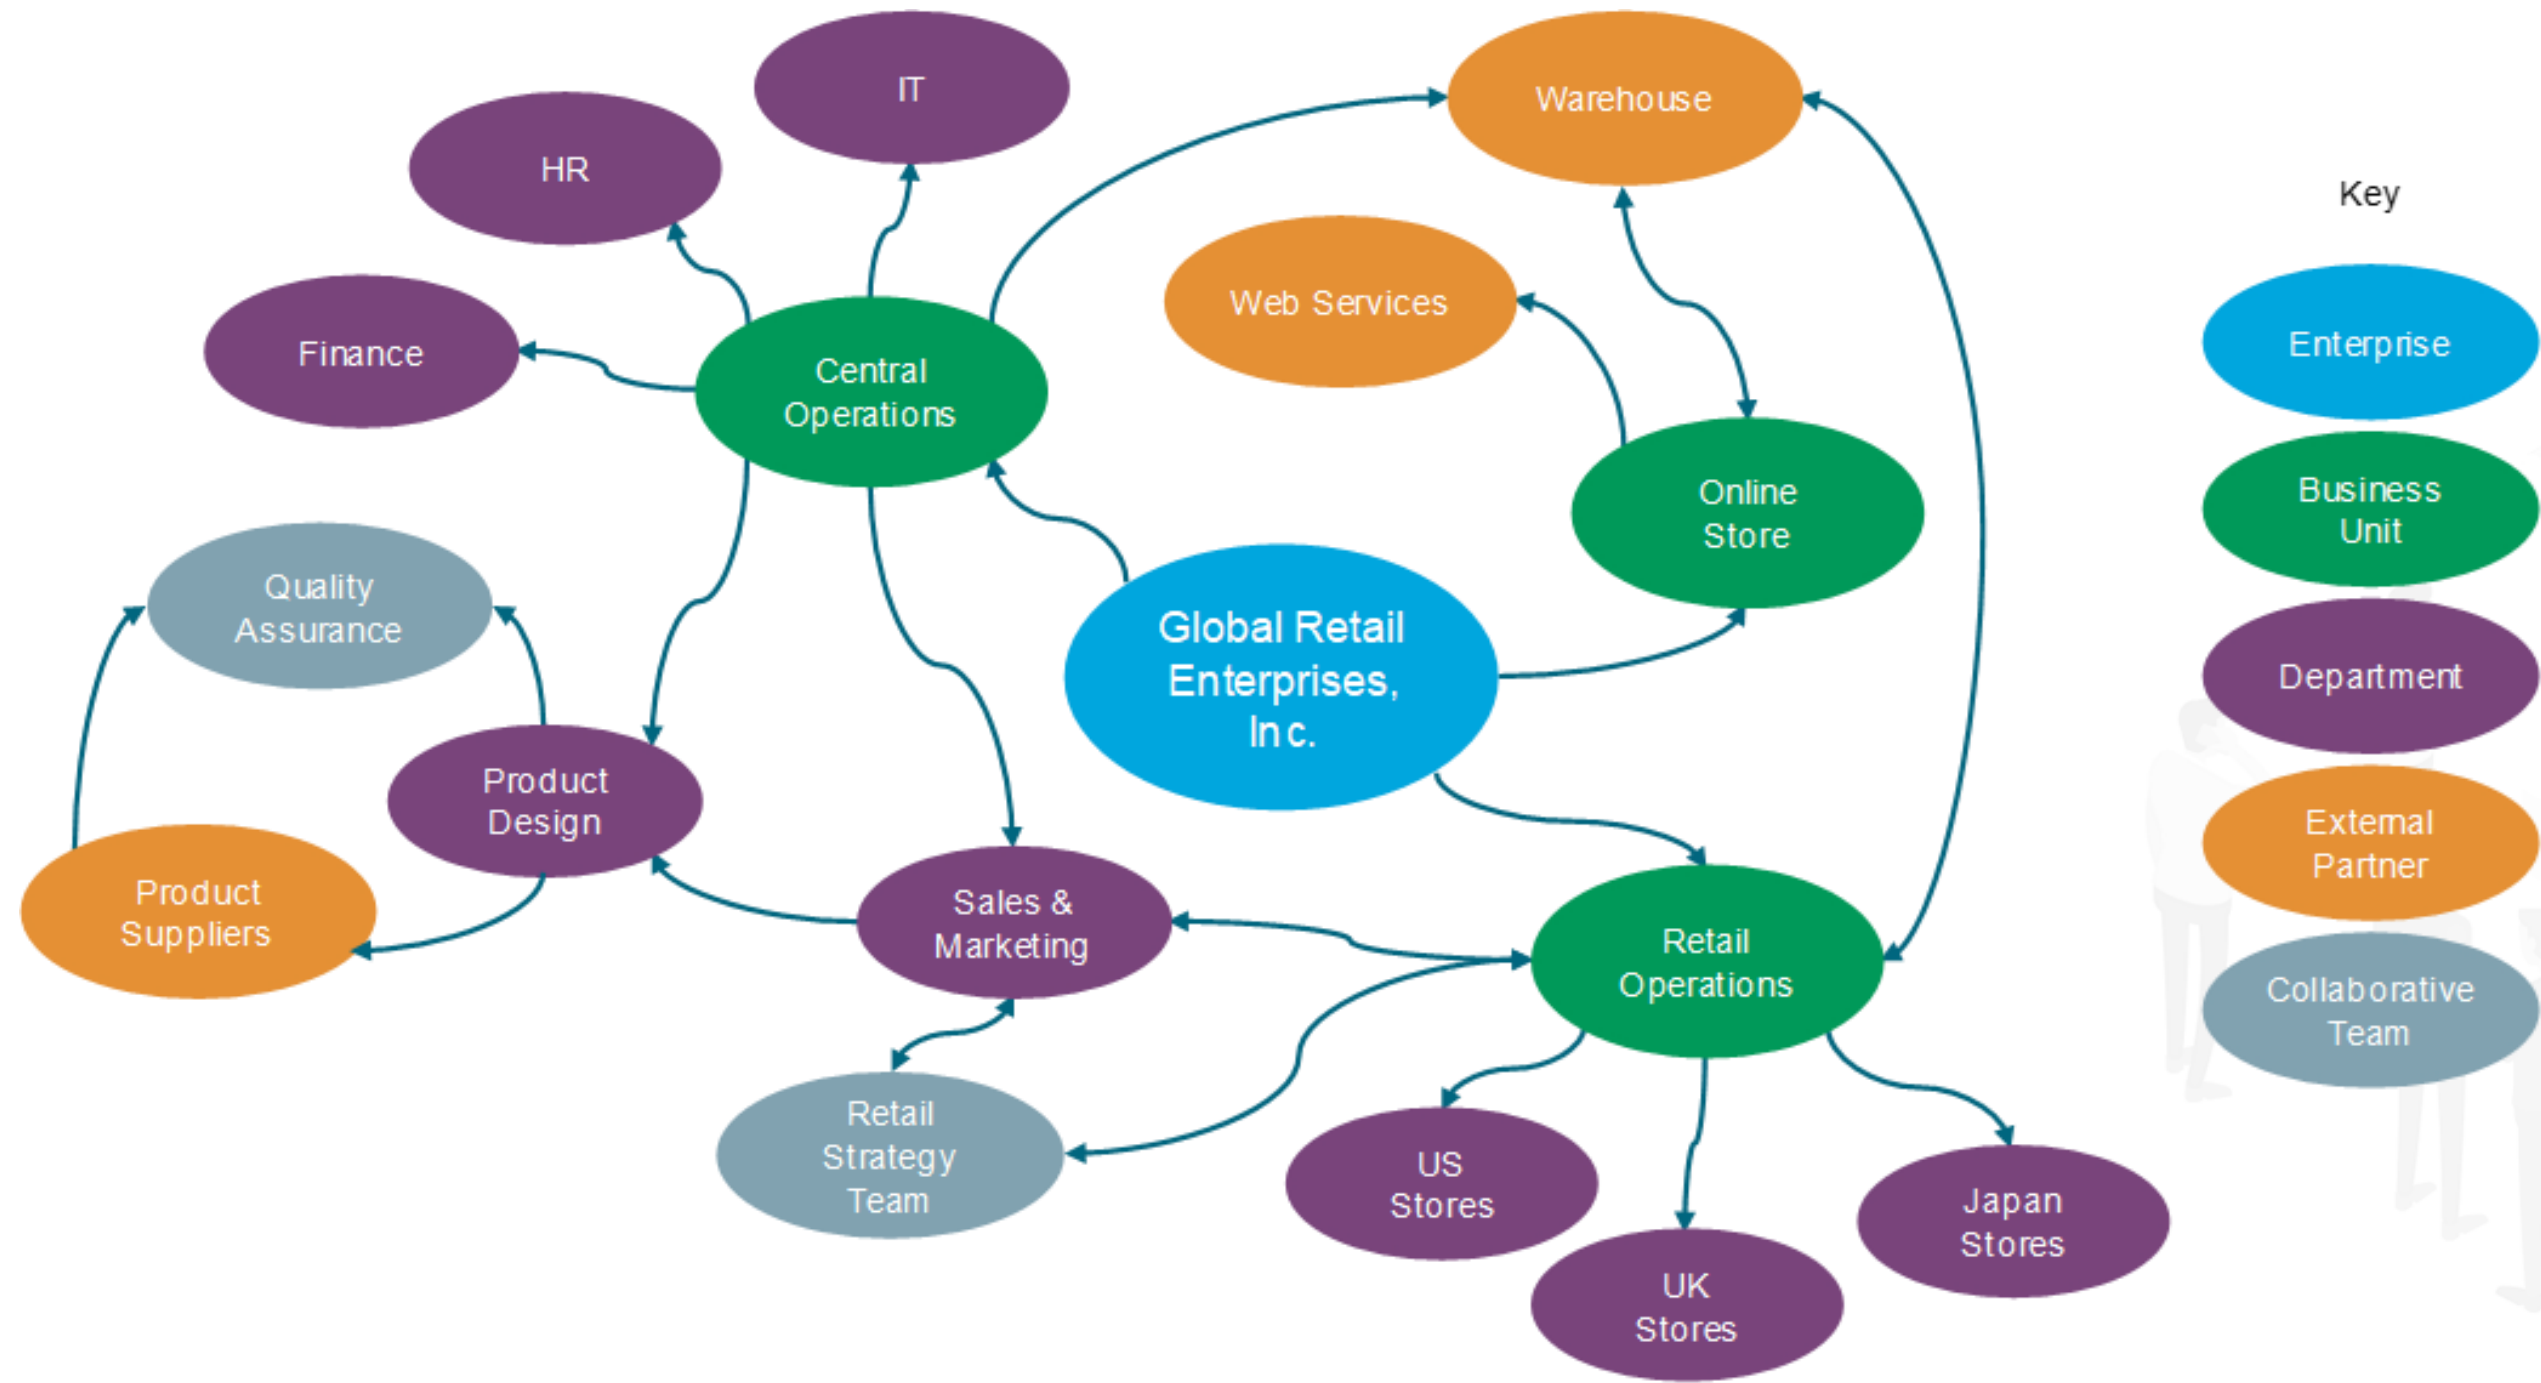 IT
Warehouse
HR
Key
Web Services
Enterprise
Finance
Central
Operations
Business
Unit
Online
Store
Quality
Assurance
Global Retail
Enterprises,
Inc.
Department
Product
Design
External
Partner
Product
Suppliers
Sales &
Marketing
Retail
Operations
Collaborative
Team
Retail
Strategy
Team
US
Stores
Japan
Stores
UK
Stores